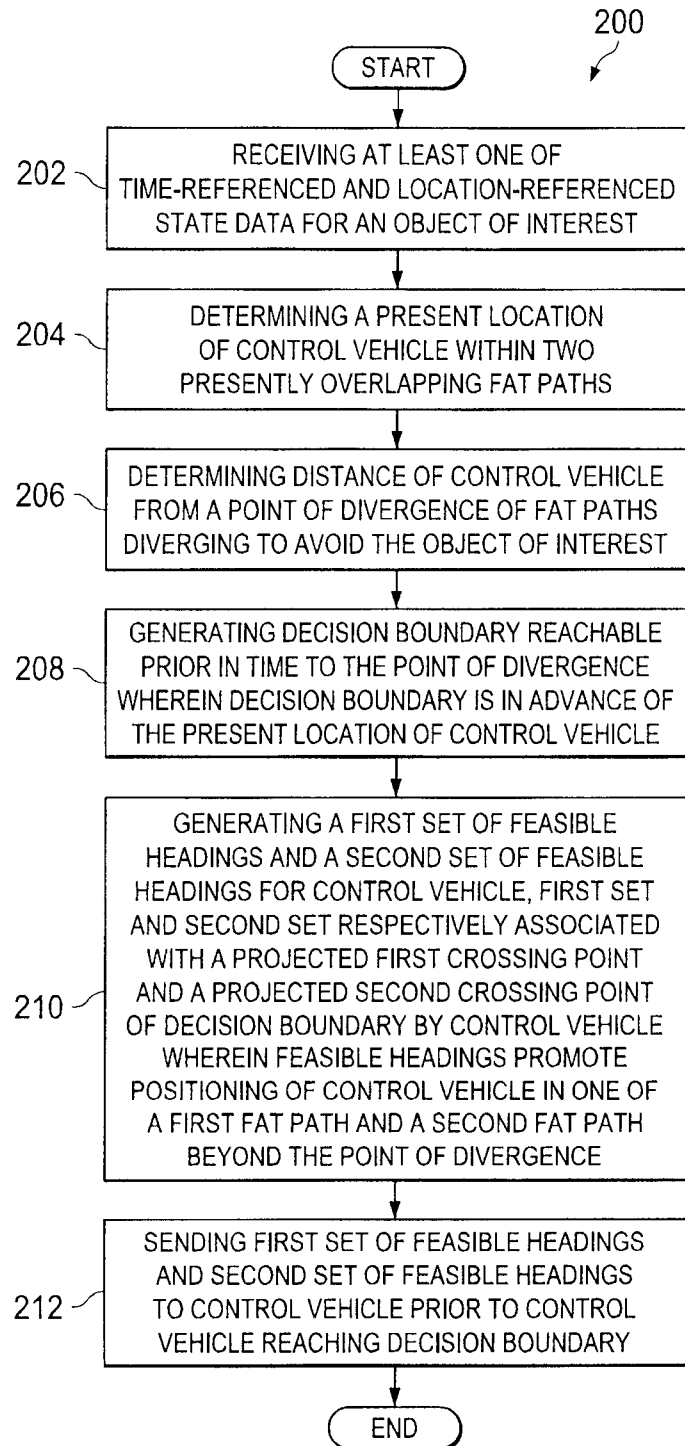 200
START
202
RECEIVING AT LEAST ONE OF
TIME-REFERENCED AND LOCATION-REFERENCED
STATE DATA FOR AN OBJECT OF INTEREST
204
DETERMINING A PRESENT LOCATION
OF CONTROL VEHICLE WITHIN TWO
PRESENTLY OVERLAPPING FAT PATHS
206
DETERMINING DISTANCE OF CONTROL VEHICLE
FROM A POINT OF DIVERGENCE OF FAT PATHS
DIVERGING TO AVOID THE OBJECT OF INTEREST
208
GENERATING DECISION BOUNDARY REACHABLE
PRIOR IN TIME TO THE POINT OF DIVERGENCE
WHEREIN DECISION BOUNDARY IS IN ADVANCE OF
THE PRESENT LOCATION OF CONTROL VEHICLE
210
GENERATING A FIRST SET OF FEASIBLE
HEADINGS AND A SECOND SET OF FEASIBLE
HEADINGS FOR CONTROL VEHICLE, FIRST SET
AND SECOND SET RESPECTIVELY ASSOCIATED
WITH A PROJECTED FIRST CROSSING POINT
AND A PROJECTED SECOND CROSSING POINT
OF DECISION BOUNDARY BY CONTROL VEHICLE
WHEREIN FEASIBLE HEADINGS PROMOTE
POSITIONING OF CONTROL VEHICLE IN ONE OF
A FIRST FAT PATH AND A SECOND FAT PATH
BEYOND THE POINT OF DIVERGENCE
212
SENDING FIRST SET OF FEASIBLE HEADINGS
AND SECOND SET OF FEASIBLE HEADINGS
TO CONTROL VEHICLE PRIOR TO CONTROL
VEHICLE REACHING DECISION BOUNDARY
END